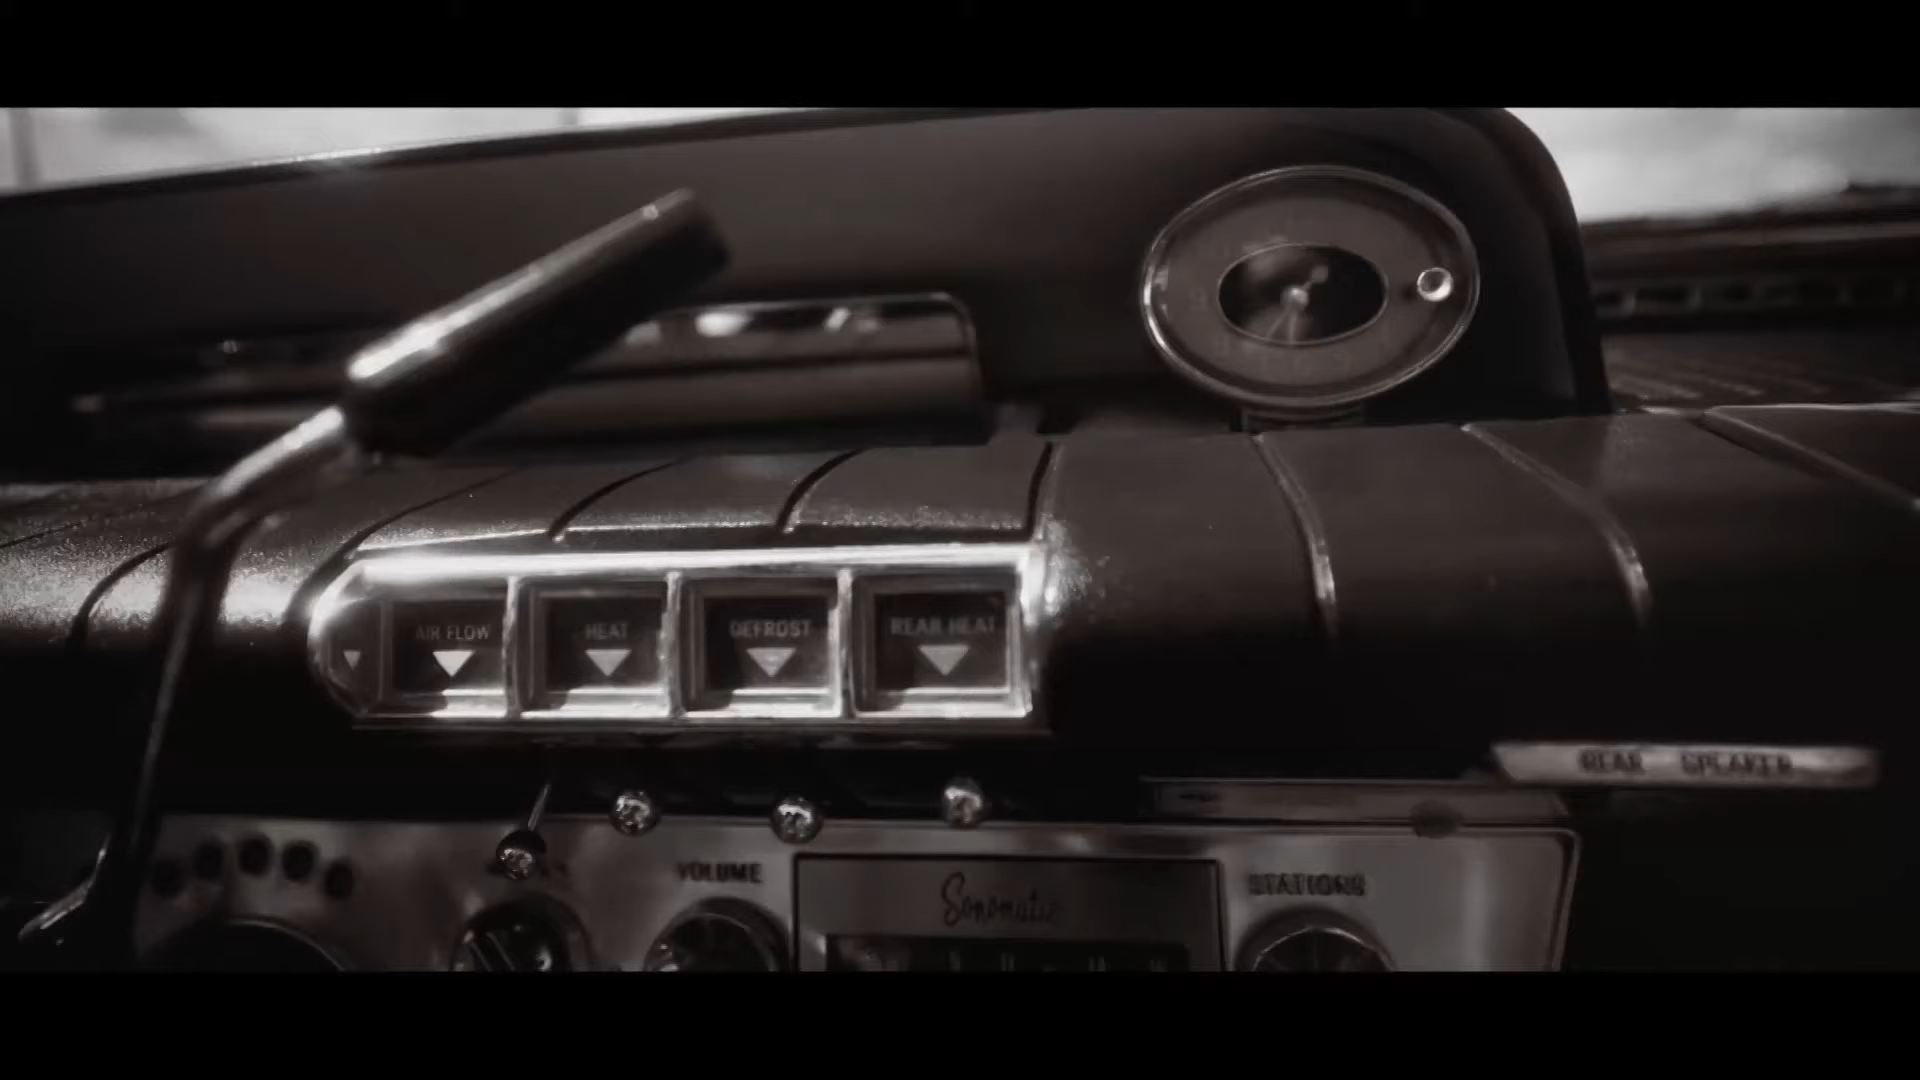 AIR FLOW
HEAT
DEFROST
REAR HEAT
REAR SPEAKER
VOLUME
Sonomatic
STATIONS